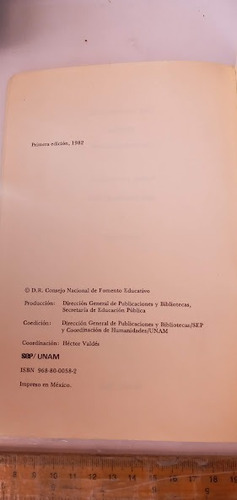 Primera edición, 1982
© D.R. Consejo Nacional de Fomento Educativo
Producción: Dirección General de Publicaciones y Bibliotecas,
Secretaría de Educación Pública
Coedición: Dirección General de Publicaciones y Bibliotecas/SEP
y Coordinación de Humanidades/UNAM
Coordinación: Héctor Valdés
SEP/UNAM
ISBN 968-80-0058-2
Impreso en México.